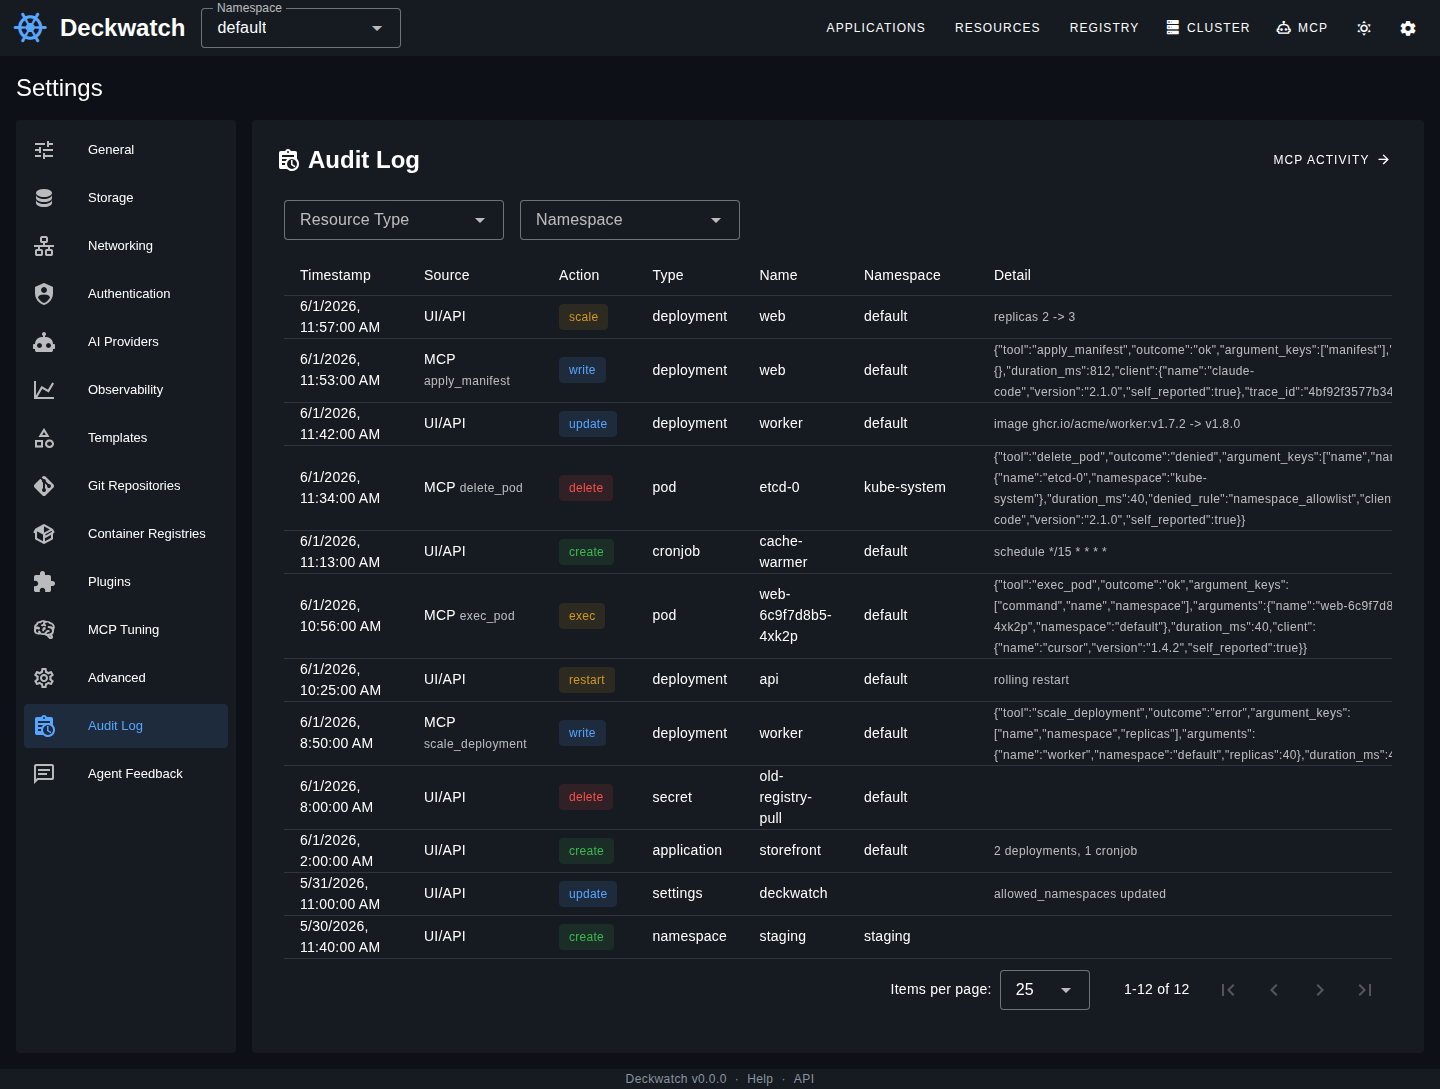 Deckwatch
Namespace
default
APPLICATIONS
RESOURCES
REGISTRY
CLUSTER
MCP
Settings
General
Storage
Networking
Authentication
AI Providers
Observability
Templates
Git Repositories
Container Registries
Plugins
MCP Tuning
Advanced
Audit Log
Agent Feedback
Audit Log
MCP ACTIVITY
Resource Type
Namespace
Timestamp Source Action Type Name Namespace Detail
6/1/2026,
11:57:00 AM
UI/API scale deployment web default replicas 2 -> 3
6/1/2026,
11:53:00 AM
MCP
apply_manifest
write deployment web default
{"tool":"apply_manifest","outcome":"ok","argument_keys":["manifest"],"
{},"duration_ms":812,"client":{"name":"claude-
code","version":"2.1.0","self_reported":true},"trace_id":"4bf92f3577b34
6/1/2026,
11:42:00 AM
UI/API update deployment worker default image ghcr.io/acme/worker:v1.7.2 -> v1.8.0
6/1/2026,
11:34:00 AM
MCP delete_pod delete pod etcd-0 kube-system
{"tool":"delete_pod","outcome":"denied","argument_keys":["name","nam
{"name":"etcd-0","namespace":"kube-
system"},"duration_ms":40,"denied_rule":"namespace_allowlist","client
code","version":"2.1.0","self_reported":true}}
6/1/2026,
11:13:00 AM
UI/API create cronjob
cache-
warmer
default schedule */15 * * * *
6/1/2026,
10:56:00 AM
MCP exec_pod exec pod
web-
6c9f7d8b5-
4xk2p
default
{"tool":"exec_pod","outcome":"ok","argument_keys":
["command","name","namespace"],"arguments":{"name":"web-6c9f7d8
4xk2p","namespace":"default"},"duration_ms":40,"client":
{"name":"cursor","version":"1.4.2","self_reported":true}}
6/1/2026,
10:25:00 AM
UI/API restart deployment api default rolling restart
6/1/2026,
8:50:00 AM
MCP
scale_deployment
write deployment worker default
{"tool":"scale_deployment","outcome":"error","argument_keys":
["name","namespace","replicas"],"arguments":
{"name":"worker","namespace":"default","replicas":40},"duration_ms":4
6/1/2026,
8:00:00 AM
UI/API delete secret
old-
registry-
pull
default
6/1/2026,
2:00:00 AM
UI/API create application storefront default 2 deployments, 1 cronjob
5/31/2026,
11:00:00 AM
UI/API update settings deckwatch allowed_namespaces updated
5/30/2026,
11:40:00 AM
UI/API create namespace staging staging
Items per page: 25 1-12 of 12
Deckwatch v0.0.0 · Help · API